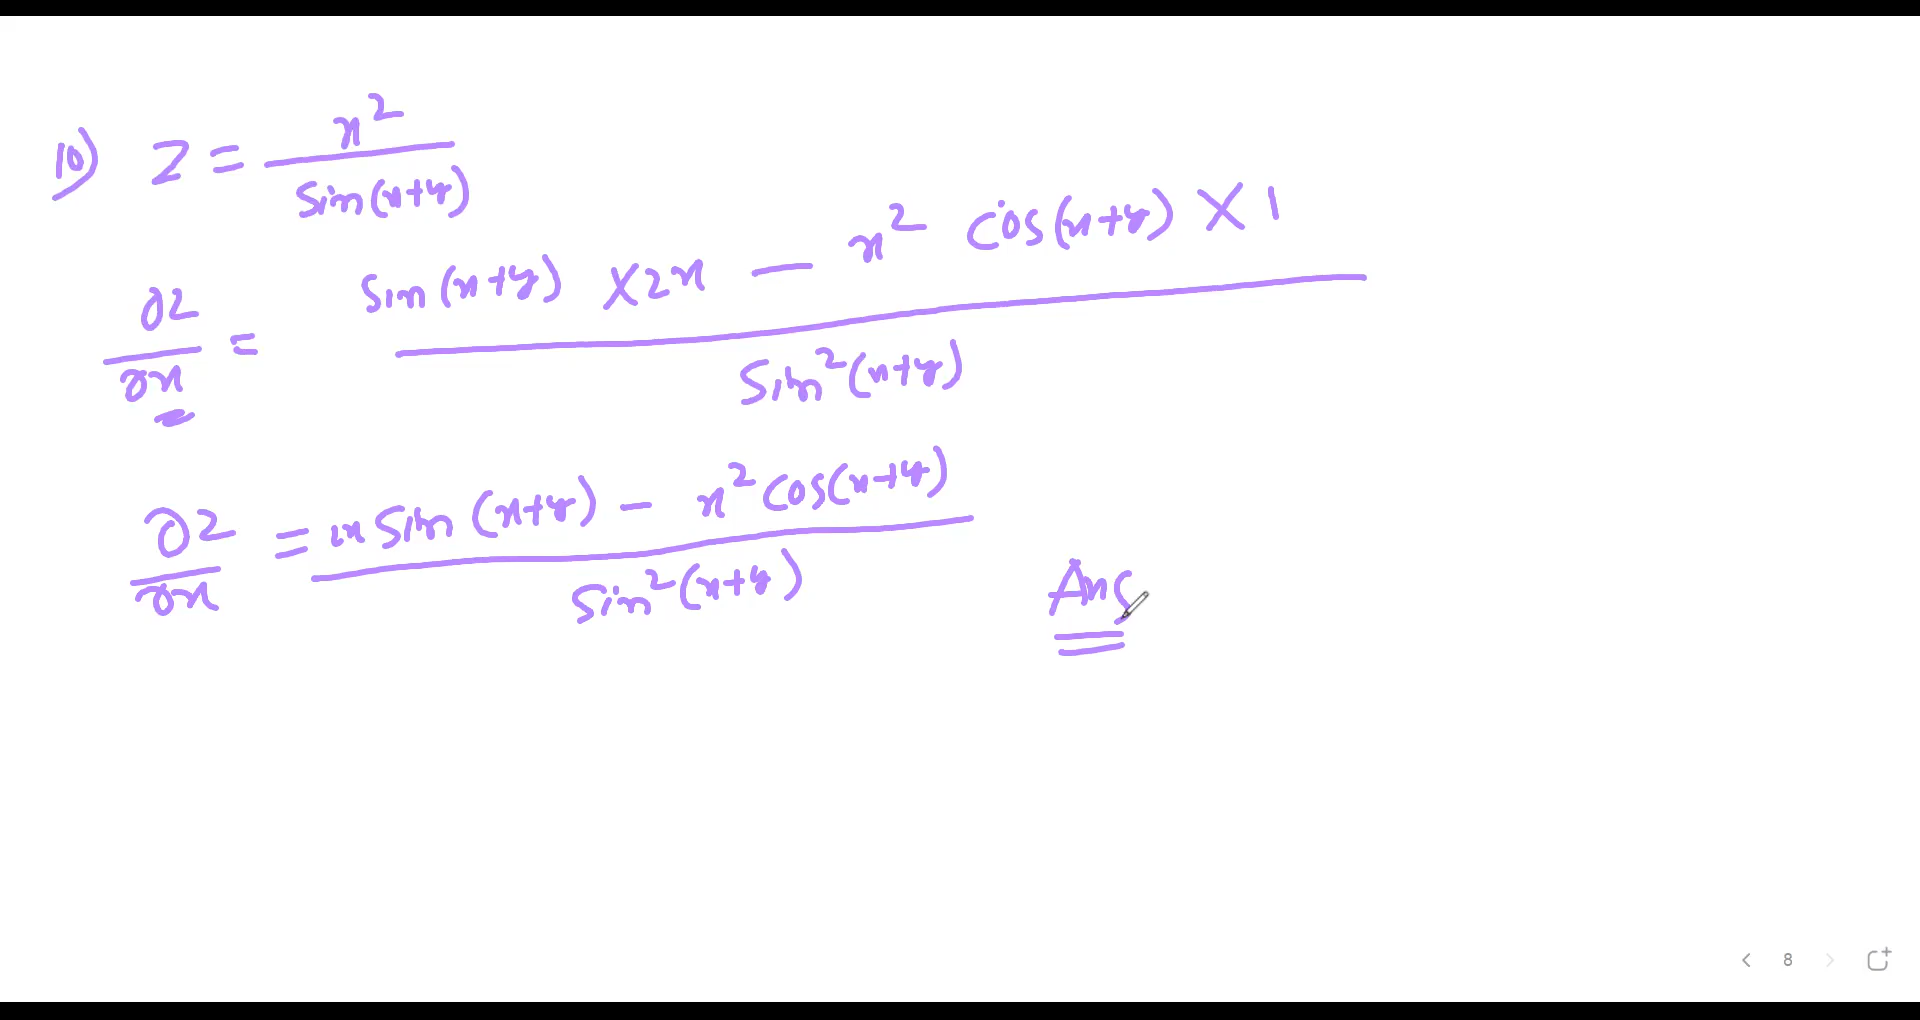 10) Z = x² / Sin(x+y)
∂Z/∂x = Sin(x+y) × 2x − x² Cos(x+y) × 1 / Sin²(x+y)
∂Z/∂x = 2x Sin(x+y) − x² Cos(x+y) / Sin²(x+y)
Ans
8